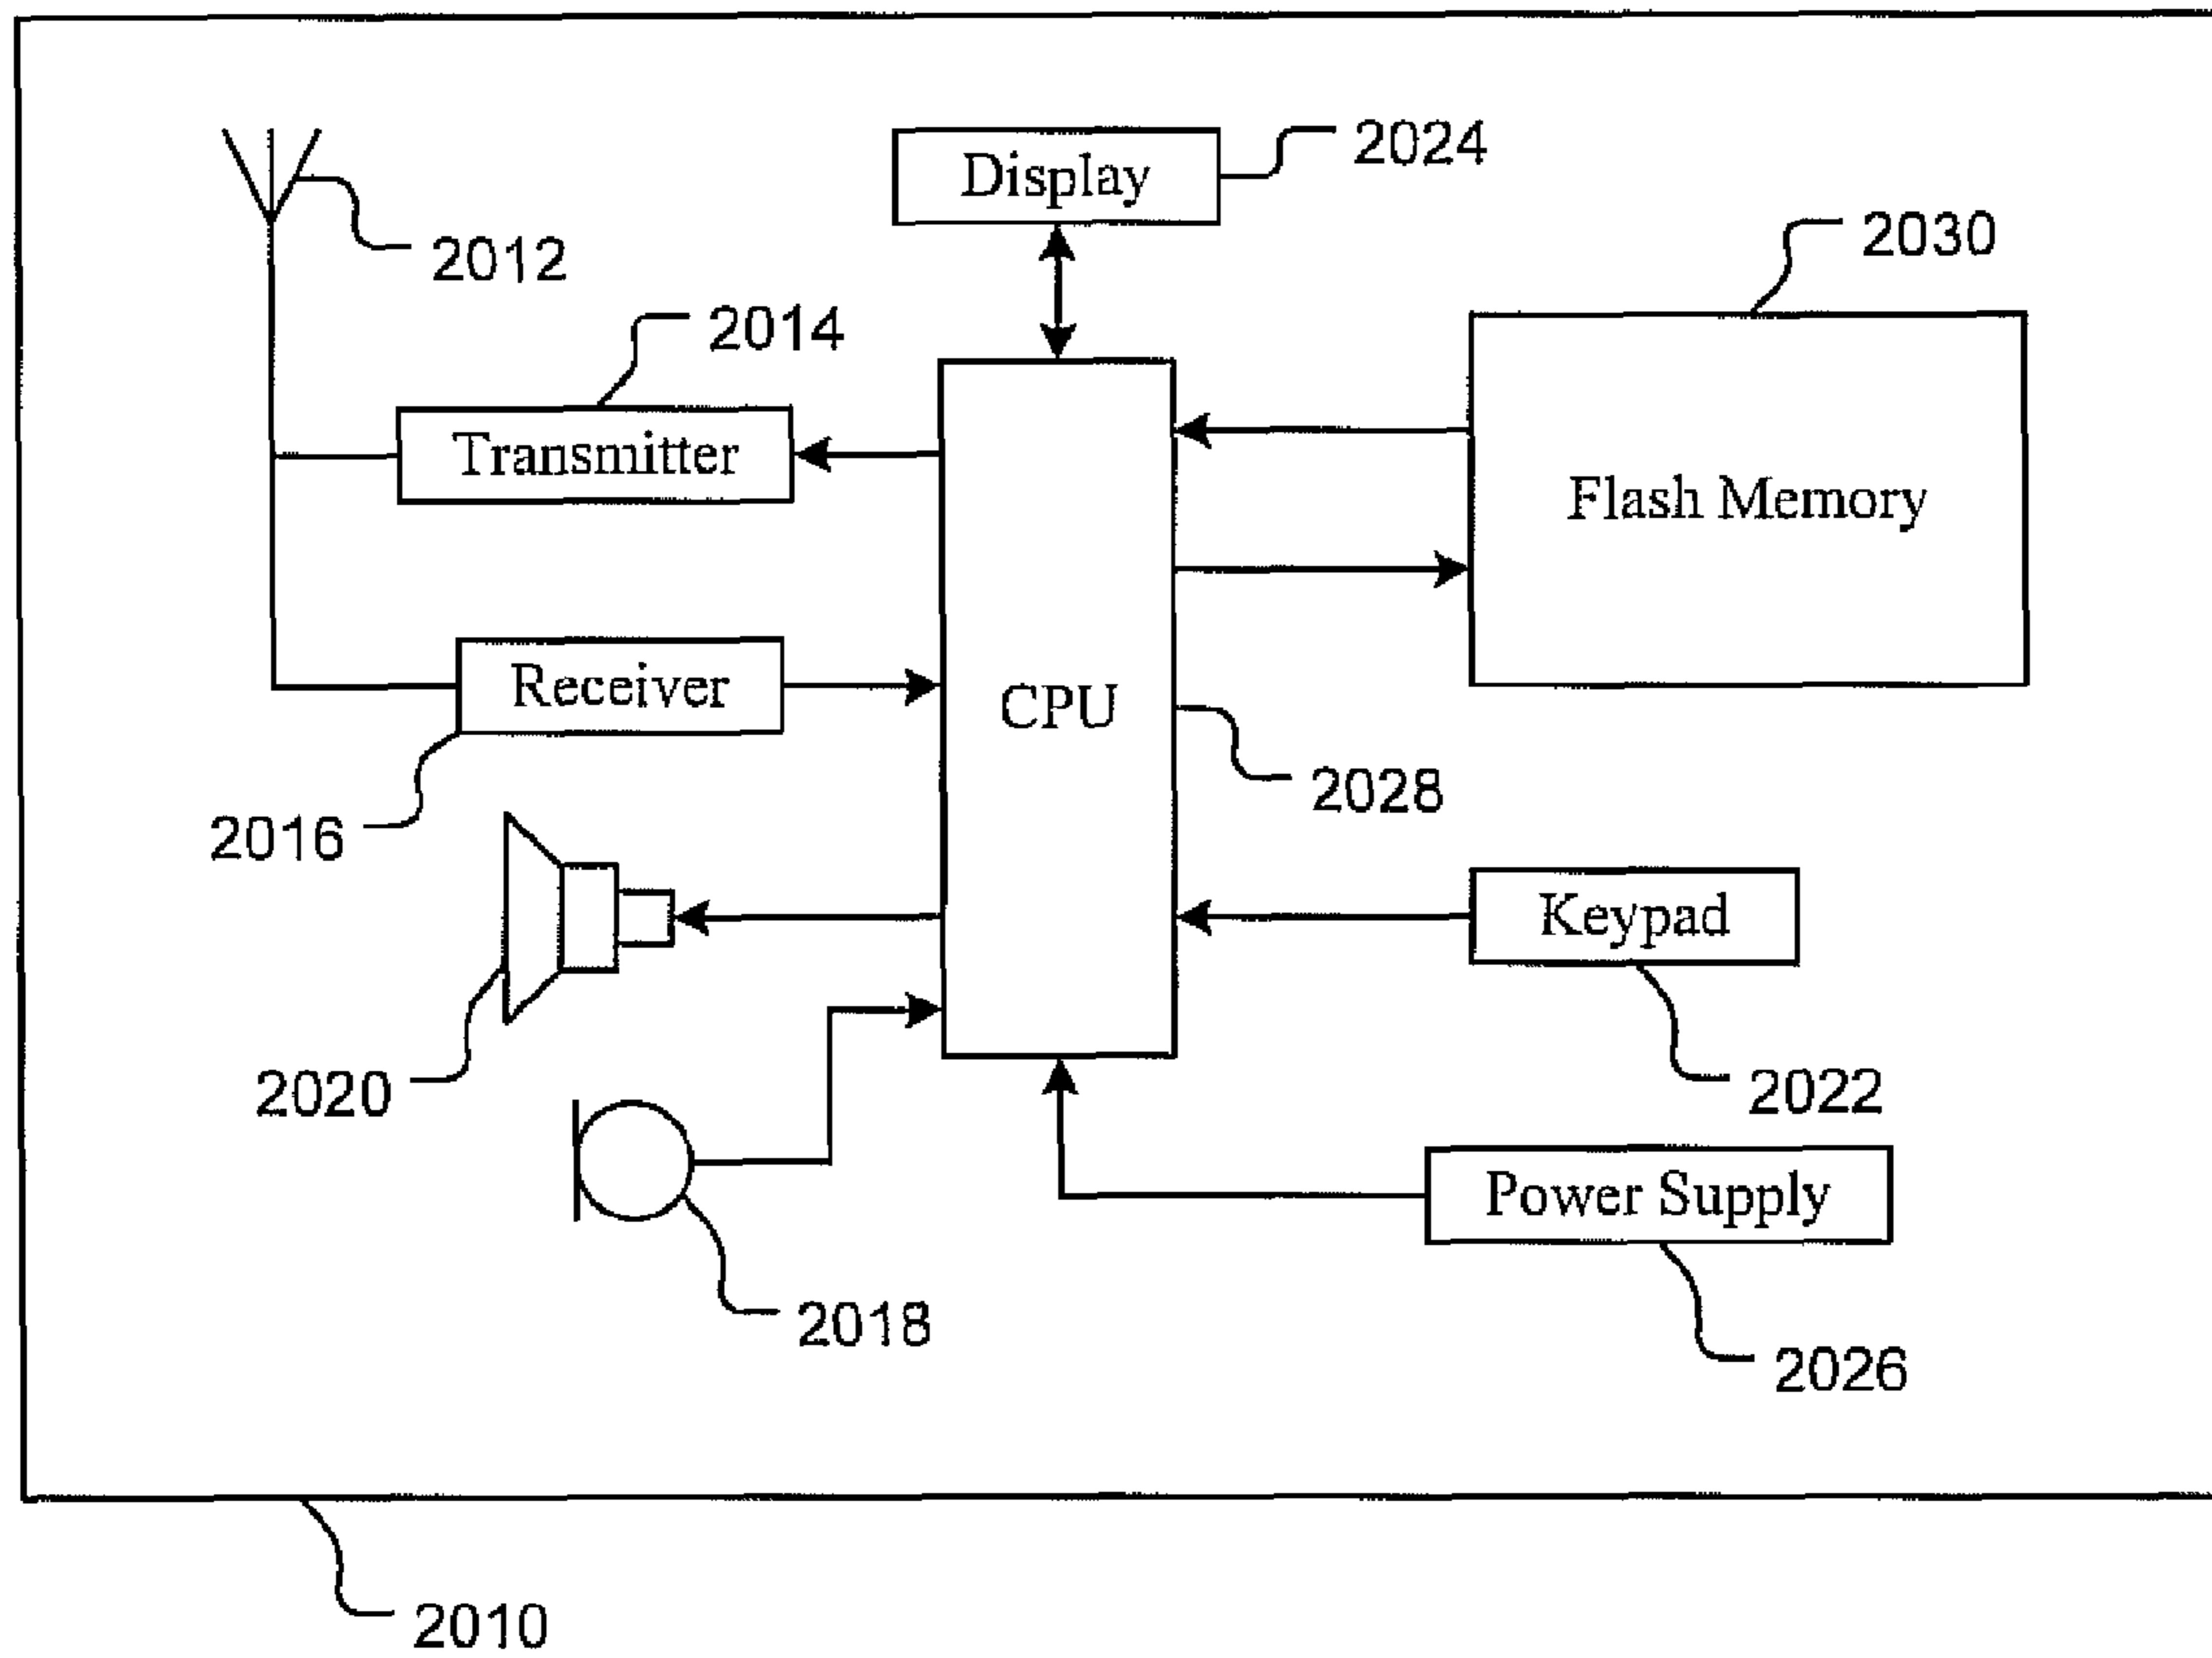 Display
2024
2012
2030
2014
Transmitter
Flash Memory
Receiver
CPU
2028
2016
Keypad
2020
2022
Power Supply
2018
2026
2010